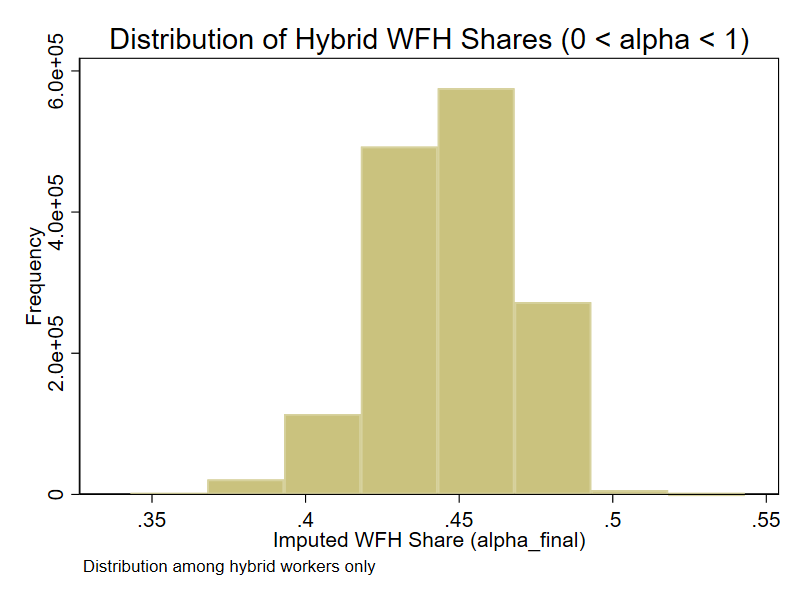 Distribution of Hybrid WFH Shares (0 < alpha < 1)
Frequency
6.0e+05
4.0e+05
2.0e+05
0
.35 .4 .45 .5 .55
Imputed WFH Share (alpha_final)
Distribution among hybrid workers only